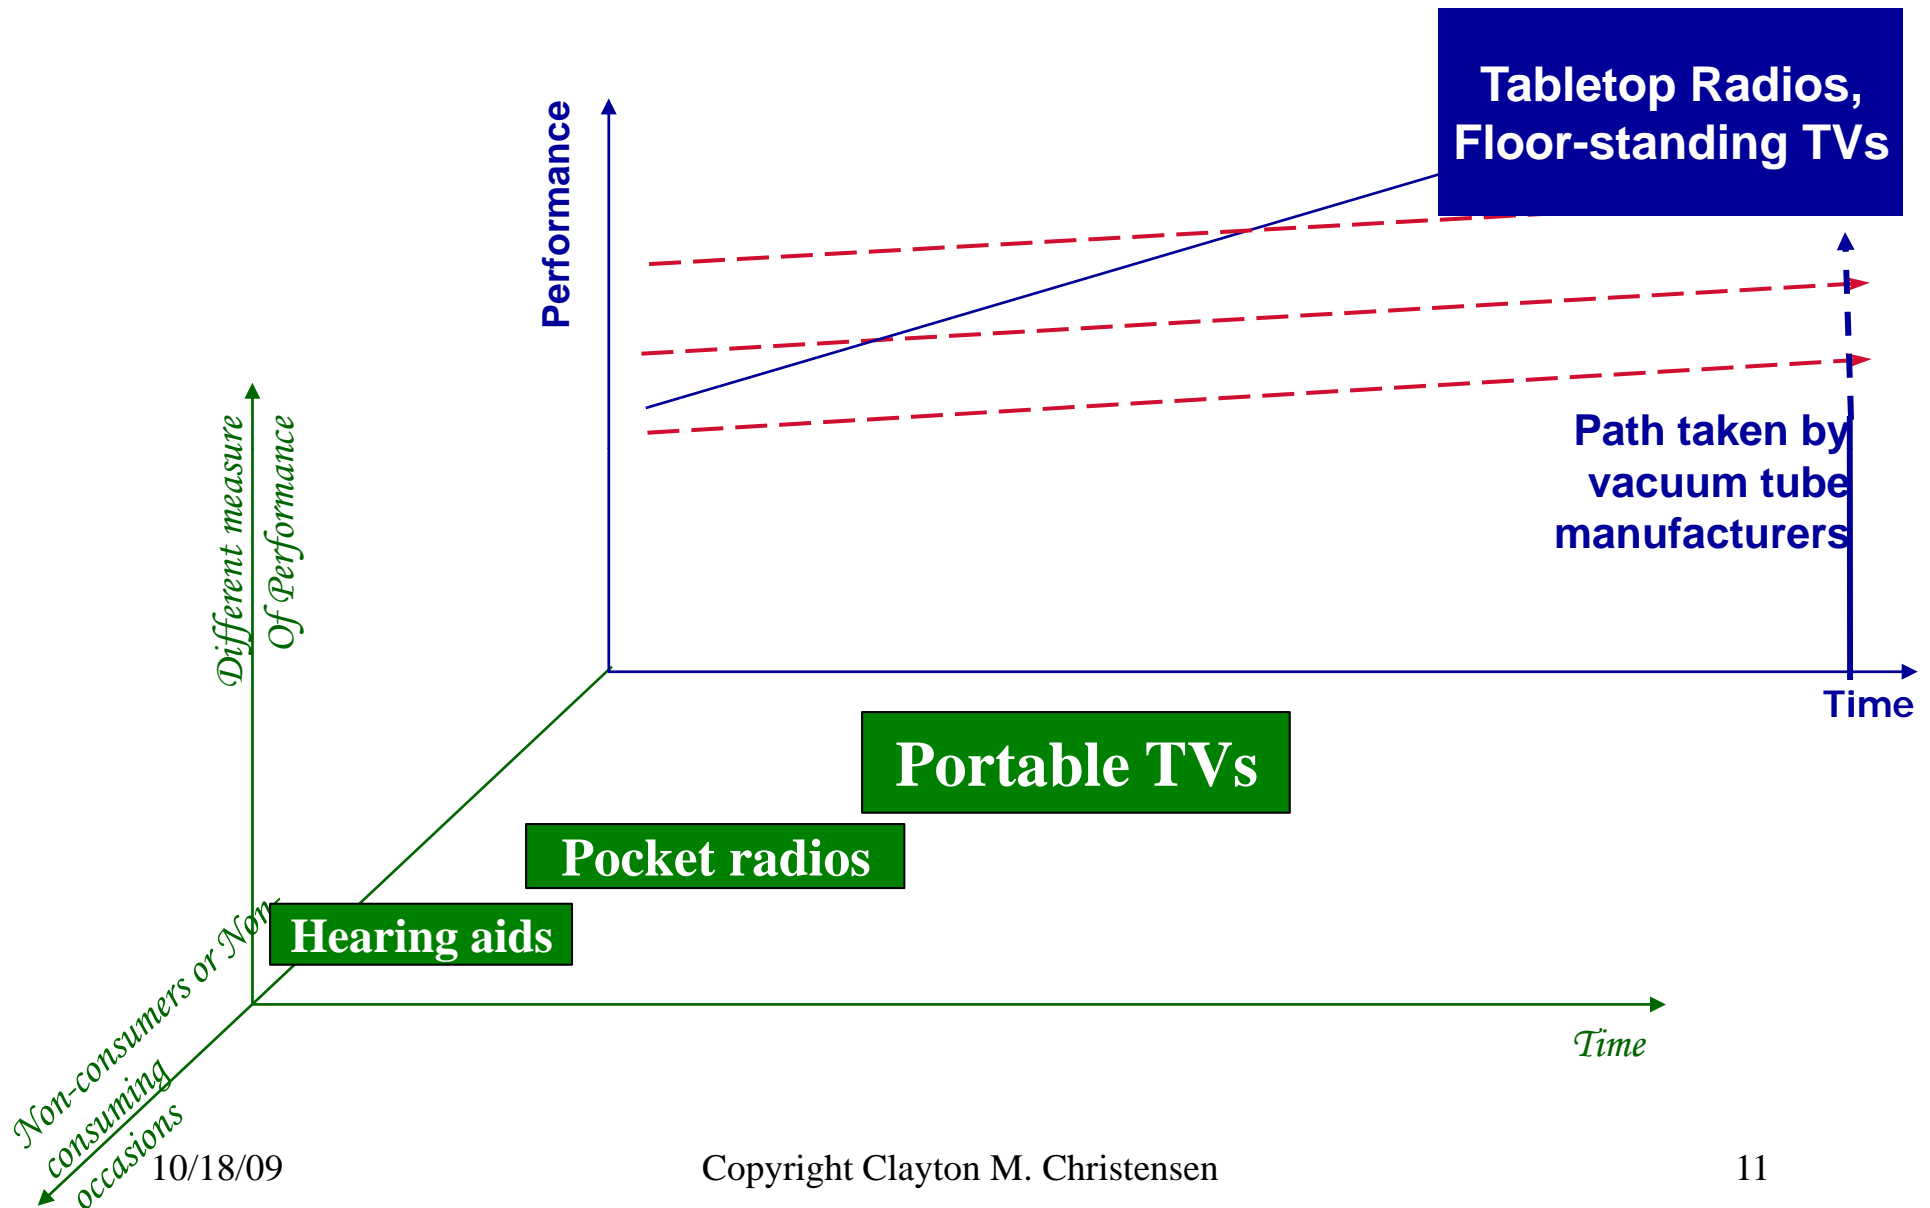 Tabletop Radios,
Floor-standing TVs
Performance
Path taken by
vacuum tube
manufacturers
Time
Different measure
Of Performance
Portable TVs
Pocket radios
Hearing aids
Non-consumers or Non-
consuming
occasions
Time
10/18/09
Copyright Clayton M. Christensen
11